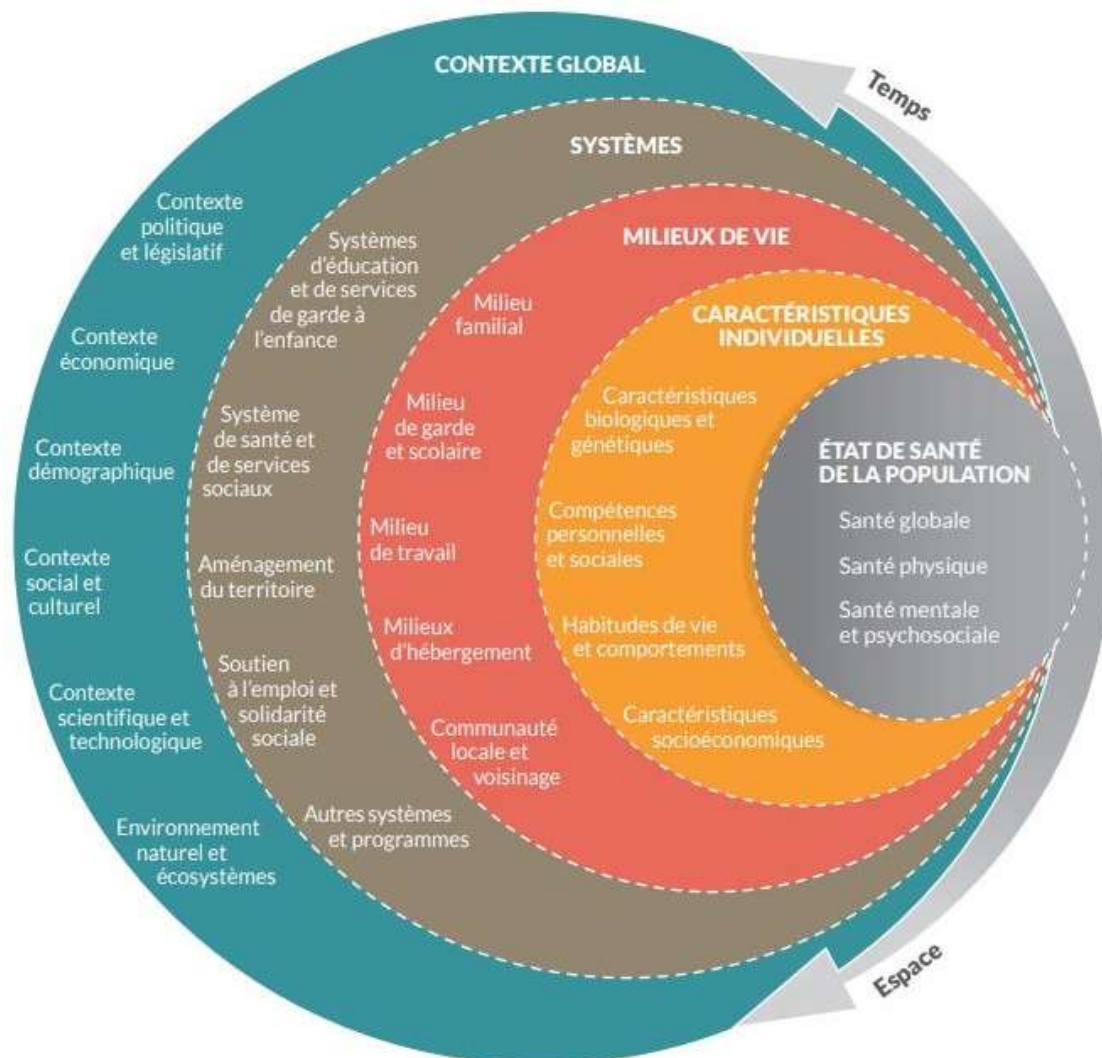 CONTEXTE GLOBAL
Temps
SYSTÈMES
MILIEUX DE VIE
CARACTÉRISTIQUES
INDIVIDUELLES
ÉTAT DE SANTÉ
DE LA POPULATION
Santé globale
Santé physique
Santé mentale
et psychosociale
Contexte
politique
et législatif
Contexte
économique
Contexte
démographique
Contexte
social et
culturel
Contexte
scientifique et
technologique
Environnement
naturel et
écosystèmes
Systèmes
d'éducation
et de services
de garde à
l'enfance
Système
de santé et
de services
sociaux
Aménagement
du territoire
Soutien
à l'emploi et
solidarité
sociale
Autres systèmes
et programmes
Milieu
familial
Milieu
de garde
et scolaire
Milieu
de travail
Milieux
d'hébergement
Communauté
locale et
voisinage
Caractéristiques
biologiques et
génétiques
Compétences
personnelles
et sociales
Habitudes de vie
et comportements
Caractéristiques
socioéconomiques
Espace